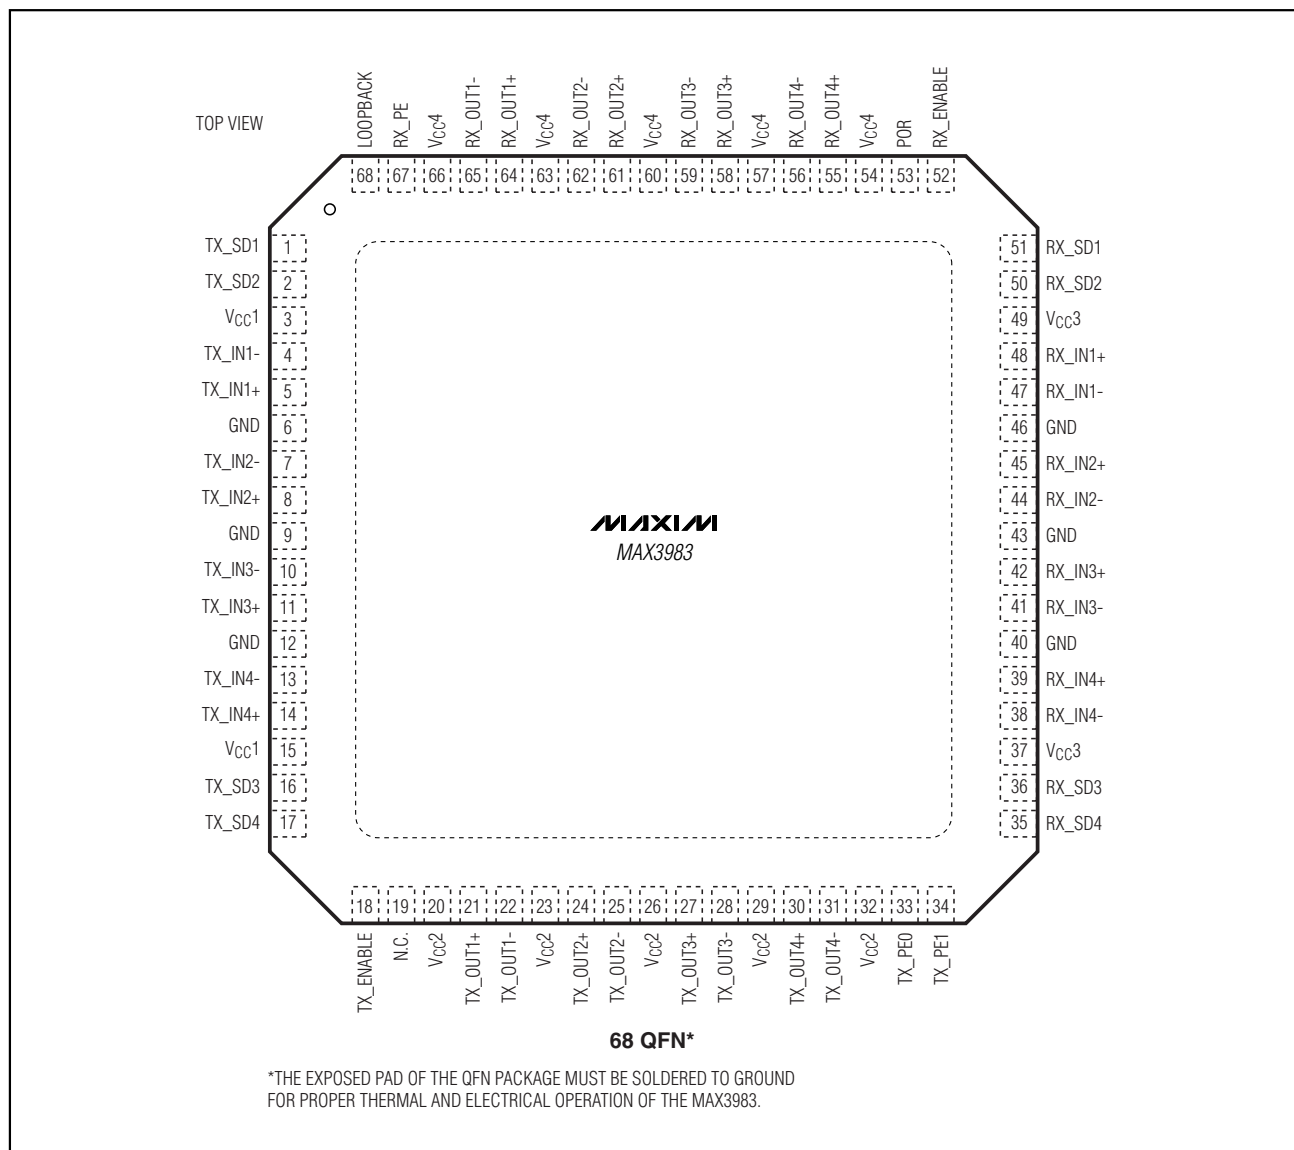 TOP VIEW
LOOPBACK
RX_PE
VCC4
RX_OUT1-
RX_OUT1+
VCC4
RX_OUT2-
RX_OUT2+
VCC4
RX_OUT3-
RX_OUT3+
VCC4
RX_OUT4-
RX_OUT4+
VCC4
POR
RX_ENABLE
68 67 66 65 64 63 62 61 60 59 58 57 56 55 54 53 52
TX_SD1 1
TX_SD2 2
VCC1 3
TX_IN1- 4
TX_IN1+ 5
GND 6
TX_IN2- 7
TX_IN2+ 8
GND 9
TX_IN3- 10
TX_IN3+ 11
GND 12
TX_IN4- 13
TX_IN4+ 14
VCC1 15
TX_SD3 16
TX_SD4 17
MAXIM
MAX3983
51 RX_SD1
50 RX_SD2
49 VCC3
48 RX_IN1+
47 RX_IN1-
46 GND
45 RX_IN2+
44 RX_IN2-
43 GND
42 RX_IN3+
41 RX_IN3-
40 GND
39 RX_IN4+
38 RX_IN4-
37 VCC3
36 RX_SD3
35 RX_SD4
18 19 20 21 22 23 24 25 26 27 28 29 30 31 32 33 34
TX_ENABLE
N.C.
VCC2
TX_OUT1+
TX_OUT1-
VCC2
TX_OUT2+
TX_OUT2-
VCC2
TX_OUT3+
TX_OUT3-
VCC2
TX_OUT4+
TX_OUT4-
VCC2
TX_PE0
TX_PE1
68 QFN*
*THE EXPOSED PAD OF THE QFN PACKAGE MUST BE SOLDERED TO GROUND
FOR PROPER THERMAL AND ELECTRICAL OPERATION OF THE MAX3983.